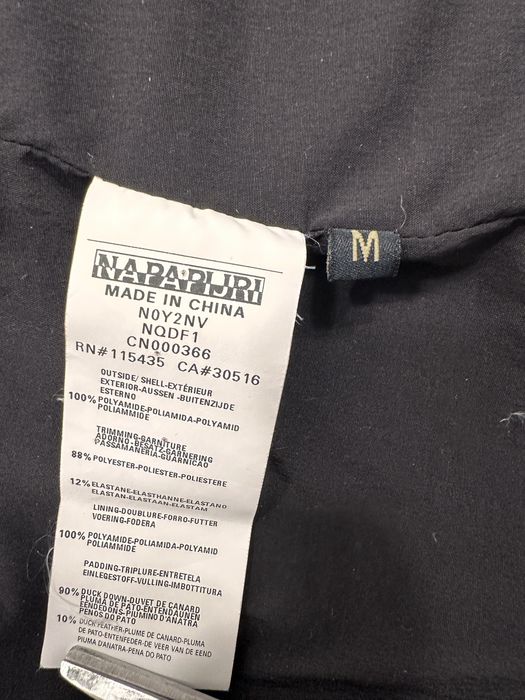 NAPAPIJRI
M
MADE IN CHINA
N0Y2NV
NQDF1
CN000366
RN#115435 CA#30516
OUTSIDE/ SHELL-EXTÉRIEUR
EXTERIOR-AUSSEN-BUITENZIJDE
ESTERNO
100% POLYAMIDE-POLIAMIDA-POLYAMID
POLIAMMIDE
TRIMMING-GARNITURE
ADORNO-BESATZ-GARNERING
PASSAMANERIA-GUARNICAO
88% POLYESTER-POLIESTER-POLIESTERE
12% ELASTANE-ELASTHANNE-ELASTANO
ELASTAN-ELASTAAN-ELASTAM
LINING-DOUBLURE-FORRO-FUTTER
VOERING-FODERA
100% POLYAMIDE-POLIAMIDA-POLYAMID
POLIAMMIDE
PADDING-TRIPLURE-ENTRETELA
EINLEGESTOFF-VULLING-IMBOTTITURA
90% DUCK DOWN-DUVET DE CANARD
PLUMA DE PATO-ENTENDAUNEN
EENDEDONS-PIUMINO D'ANATRA
PENOS DO PATO
10% DUCK FEATHER-PLUME DE CANARD-PLUMA
DE PATO-ENTENFEDER-DE VEER VAN DE EEND
PIUMA D'ANATRA-PENA DO PATO